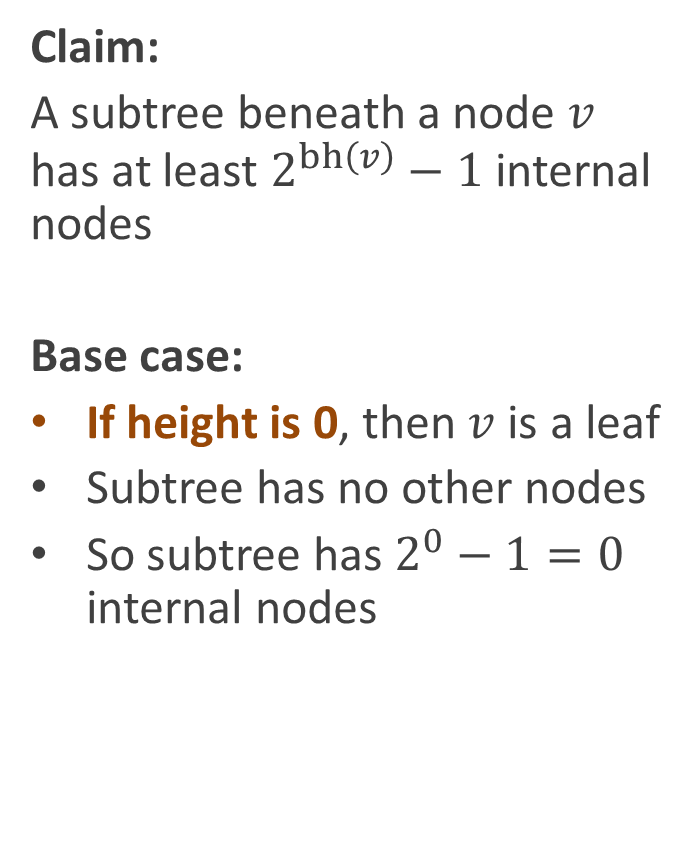 Claim:
A subtree beneath a node 𝑣
has at least 2^bh(𝑣) − 1 internal
nodes
Base case:
• If height is 0, then 𝑣 is a leaf
• Subtree has no other nodes
• So subtree has 2^0 − 1 = 0
internal nodes